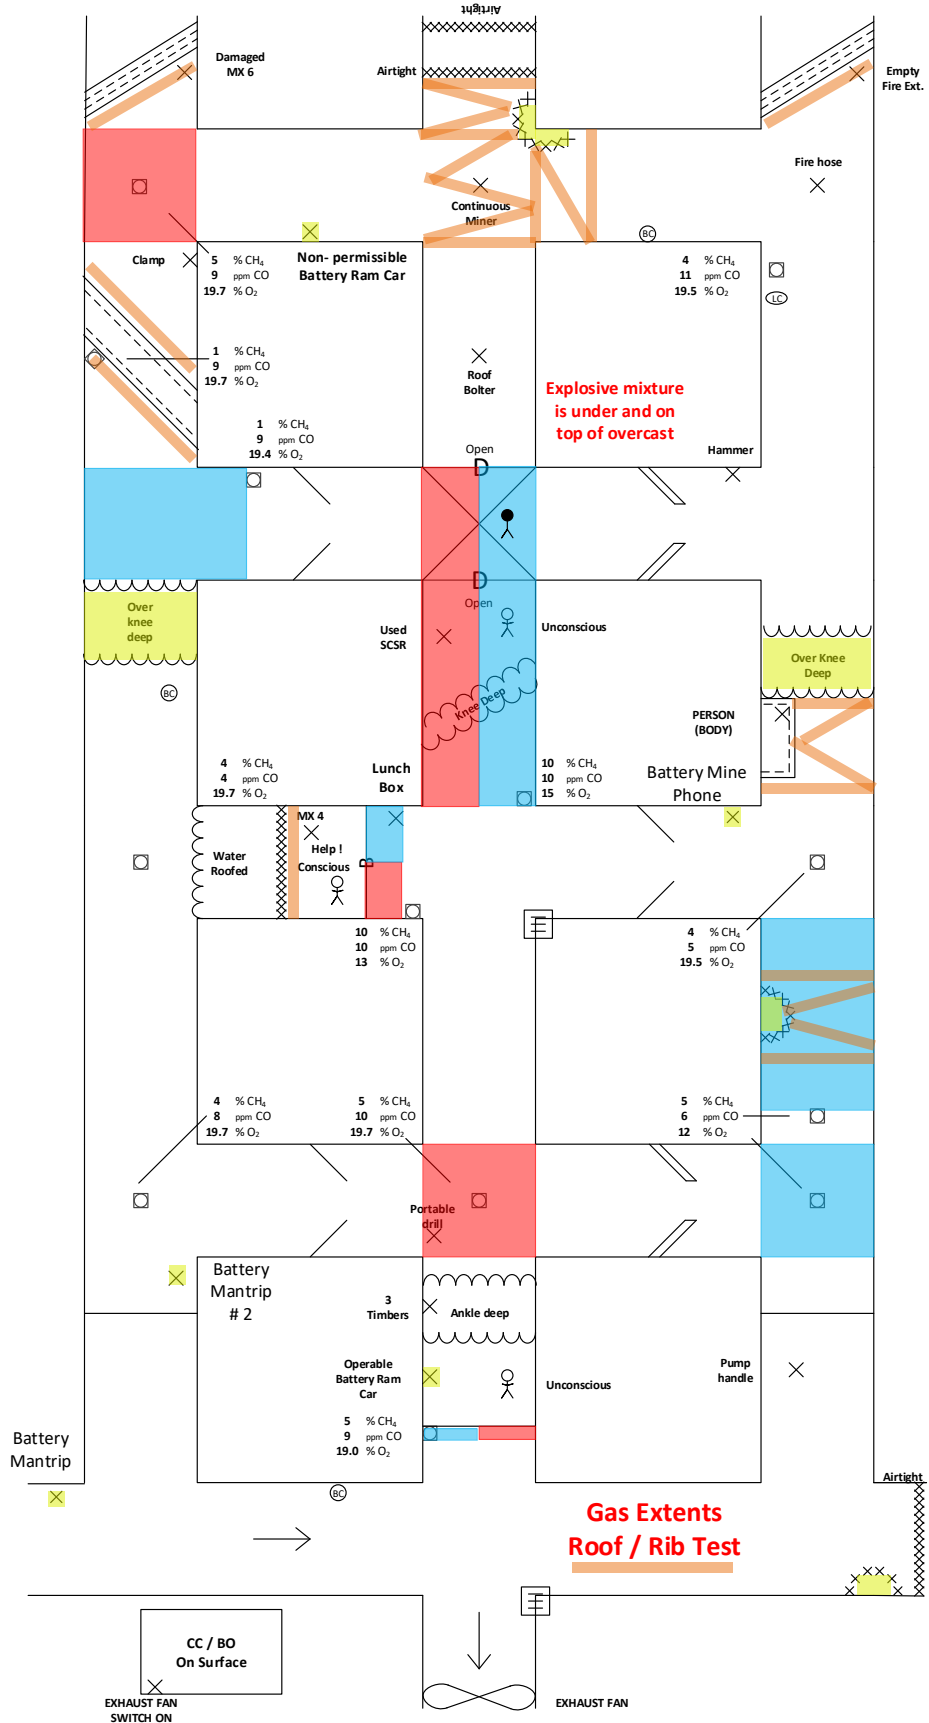 Airtight
Damaged
MX 6
Airtight
Empty
Fire Ext.
Fire hose
Continuous
Miner
BC
Clamp
Non- permissible
Battery Ram Car
5 % CH₄
9 ppm CO
19.7 % O₂
4 % CH₄
11 ppm CO
19.5 % O₂
LC
1 % CH₄
9 ppm CO
19.7 % O₂
Roof
Bolter
Explosive mixture
is under and on
top of overcast
1 % CH₄
9 ppm CO
19.4 % O₂
Open
D
Hammer
D
Open
Over
knee
deep
Used
SCSR
Unconscious
Over Knee
Deep
BC
Knee Deep
PERSON
(BODY)
4 % CH₄
4 ppm CO
19.7 % O₂
Lunch
Box
10 % CH₄
10 ppm CO
15 % O₂
Battery Mine
Phone
MX 4
Help !
Conscious
Water
Roofed
B
10 % CH₄
10 ppm CO
13 % O₂
4 % CH₄
5 ppm CO
19.5 % O₂
4 % CH₄
8 ppm CO
19.7 % O₂
5 % CH₄
10 ppm CO
19.7 % O₂
5 % CH₄
6 ppm CO
12 % O₂
Portable
drill
Battery
Mantrip
# 2
3
Timbers
Ankle deep
Operable
Battery Ram
Car
Unconscious
Pump
handle
5 % CH₄
9 ppm CO
19.0 % O₂
Battery
Mantrip
Airtight
BC
Gas Extents
Roof / Rib Test
CC / BO
On Surface
EXHAUST FAN
SWITCH ON
EXHAUST FAN